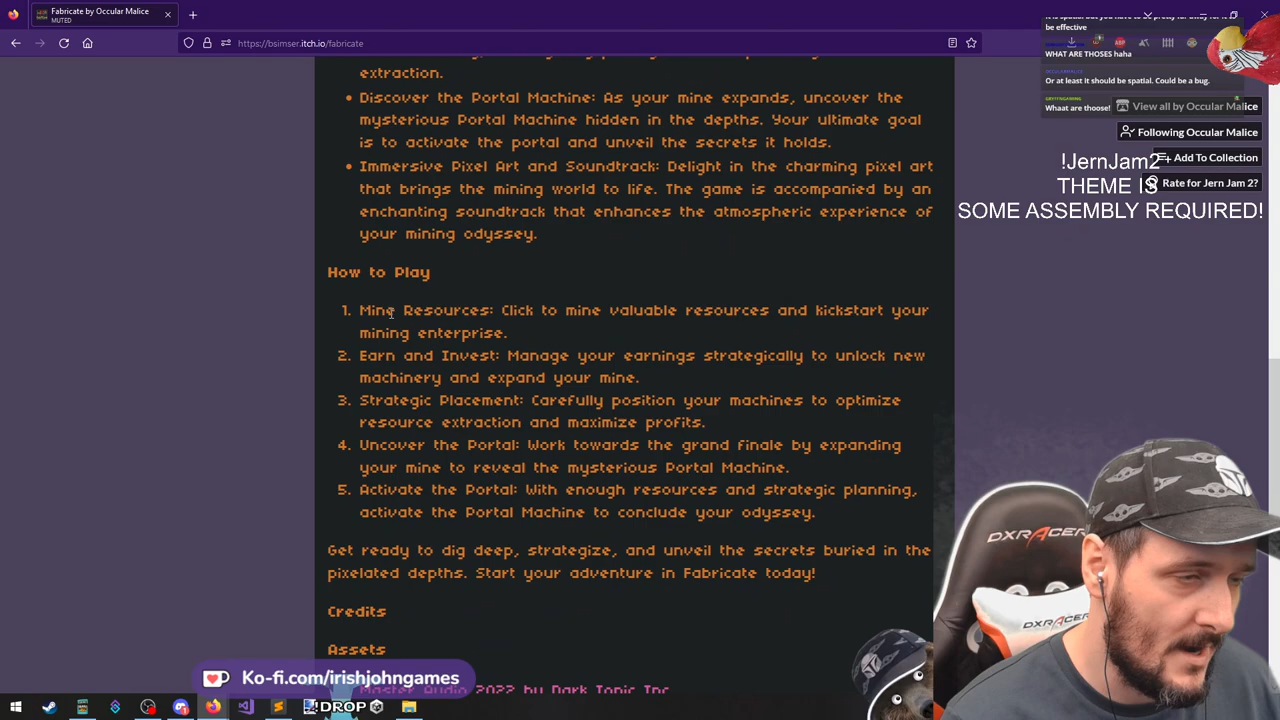 Fabricate by Occular Malice
MUTED
https://bsimser.itch.io/fabricate
be effective
WHAT ARE THOSES haha
Or at least it should be spatial. Could be a bug.
Whaat are thoose!
View all by Occular Malice
Following Occular Malice
Add To Collection
Rate for Jern Jam 2?
!JernJam2
THEME IS
SOME ASSEMBLY REQUIRED!
extraction.
• Discover the Portal Machine: As your mine expands, uncover the
mysterious Portal Machine hidden in the depths. Your ultimate goal
is to activate the portal and unveil the secrets it holds.
• Immersive Pixel Art and Soundtrack: Delight in the charming pixel art
that brings the mining world to life. The game is accompanied by an
enchanting soundtrack that enhances the atmospheric experience of
your mining odyssey.
How to Play
1. Mine Resources: Click to mine valuable resources and kickstart your
mining enterprise.
2. Earn and Invest: Manage your earnings strategically to unlock new
machinery and expand your mine.
3. Strategic Placement: Carefully position your machines to optimize
resource extraction and maximize profits.
4. Uncover the Portal: Work towards the grand finale by expanding
your mine to reveal the mysterious Portal Machine.
5. Activate the Portal: With enough resources and strategic planning,
activate the Portal Machine to conclude your odyssey.
Get ready to dig deep, strategize, and unveil the secrets buried in the
pixelated depths. Start your adventure in Fabricate today!
Credits
Assets
Master Audio 2022 by Dark Tonic Inc
Ko-fi.com/irishjohngames
!DROP
DXRACER
DXRACER